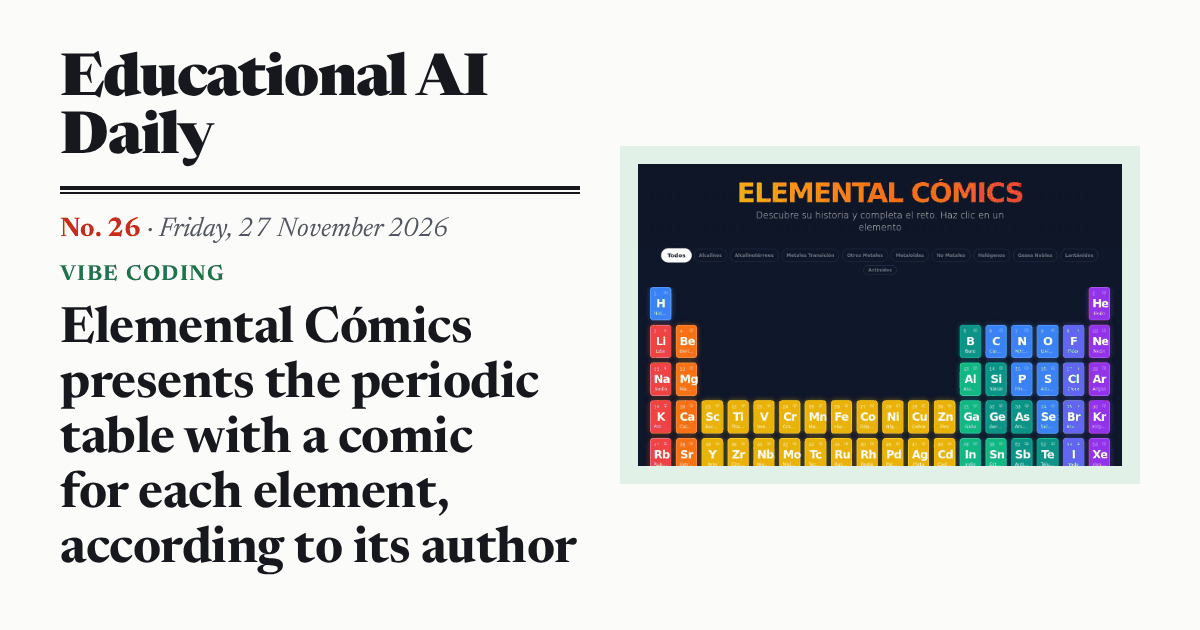 Educational AI
Daily
No. 26 · Friday, 27 November 2026
VIBE CODING
Elemental Cómics
presents the periodic
table with a comic
for each element,
according to its author
ELEMENTAL CÓMICS
Descubre su historia y completa el reto. Haz clic en un
elemento
Todos Alcalinos Alcalinotérreos Metales Transición Otros Metales Metaloides No Metales Halógenos Gases Nobles Lantánidos
Actínidos
H He
Li Be B C N O F Ne
Na Mg Al Si P S Cl Ar
K Ca Sc Ti V Cr Mn Fe Co Ni Cu Zn Ga Ge As Se Br Kr
Rb Sr Y Zr Nb Mo Tc Ru Rh Pd Ag Cd In Sn Sb Te I Xe